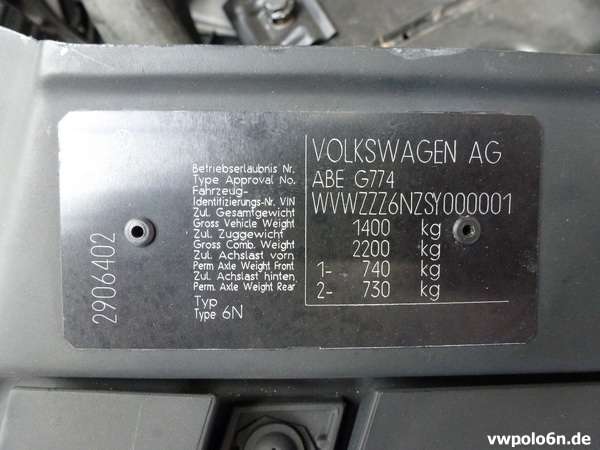 VOLKSWAGEN AG
Betriebserlaubnis Nr.
Type Approval No. ABE G774
Fahrzeug-
Identifizierungs-Nr. VIN WVWZZZ6NZSY000001
Zul. Gesamtgewicht
Gross Vehicle Weight 1400 kg
Zul. Zuggewicht
Gross Comb. Weight 2200 kg
Zul. Achslast vorn
Perm. Axle Weight Front 1- 740 kg
Zul. Achslast hinten
Perm. Axle Weight Rear 2- 730 kg
Typ
Type 6N
2906402
vwpolo6n.de